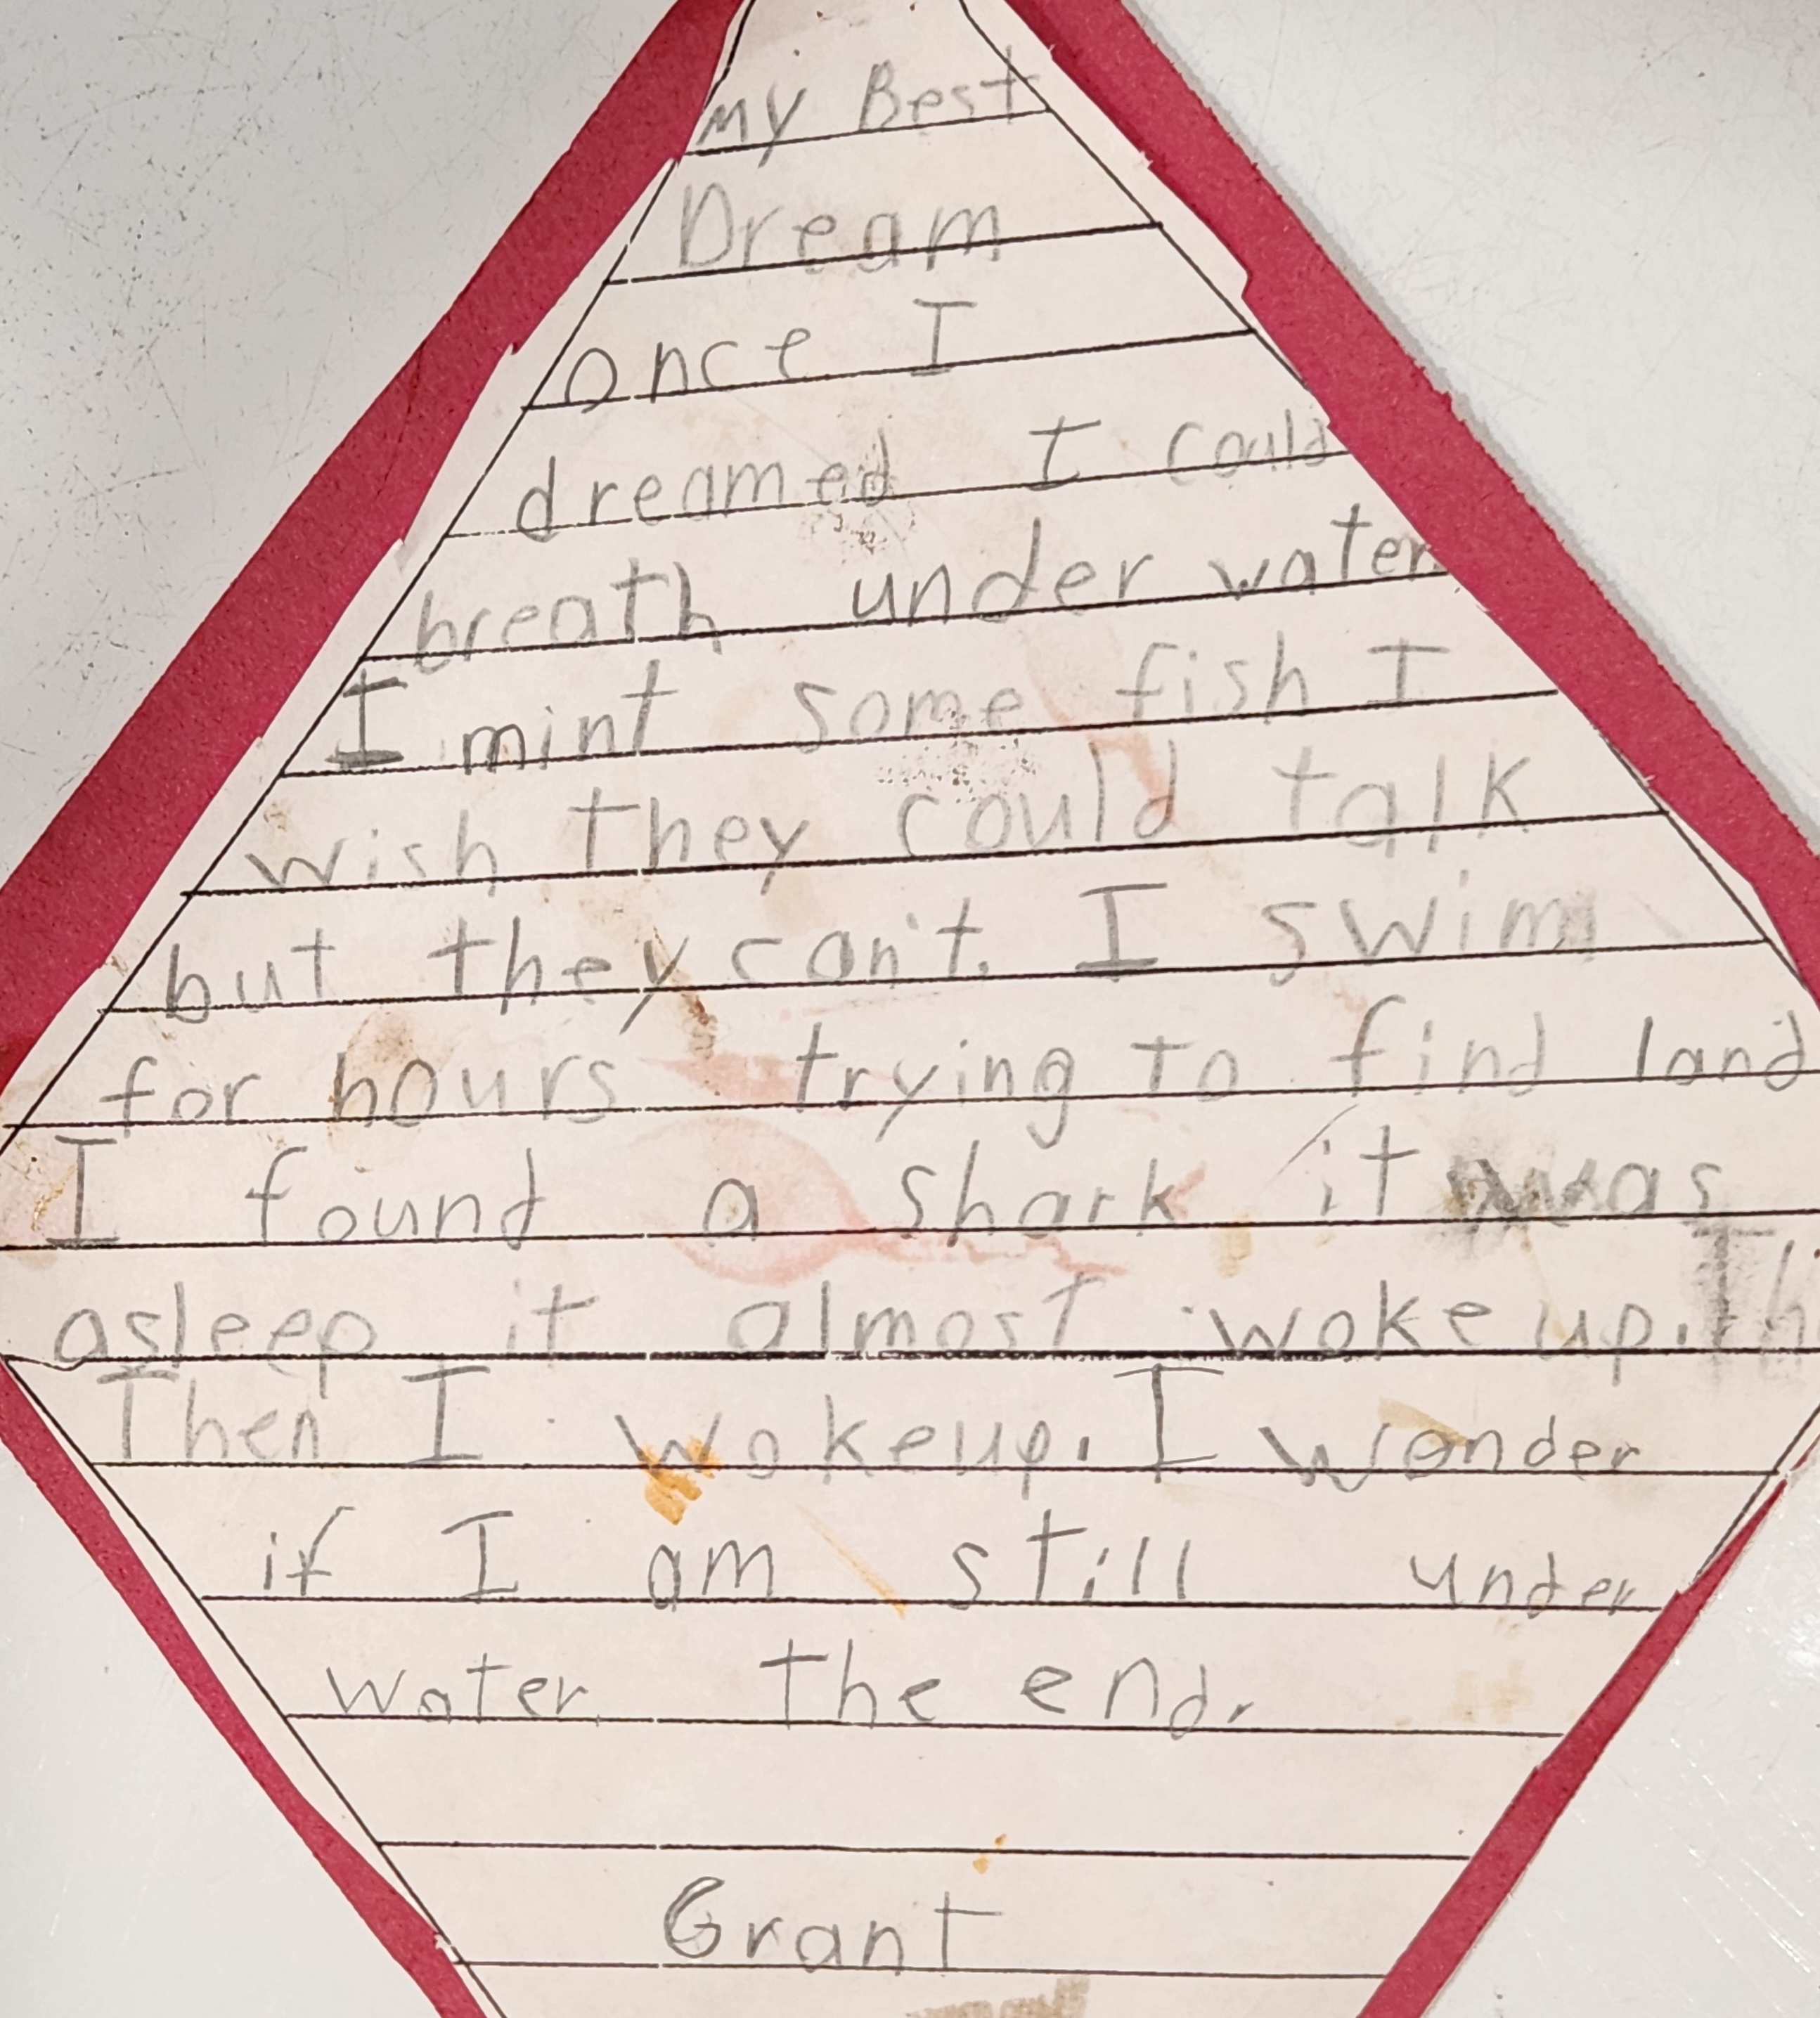 my Best
Dream
once I
dreamed I could
breath under water
I mint some fish I
wish they could talk
but they can't. I swim
for hours trying to find land
I found a shark it was
asleep it almost woke up.
Then I wokeup. I wonder
if I am still under
water the end.
Grant